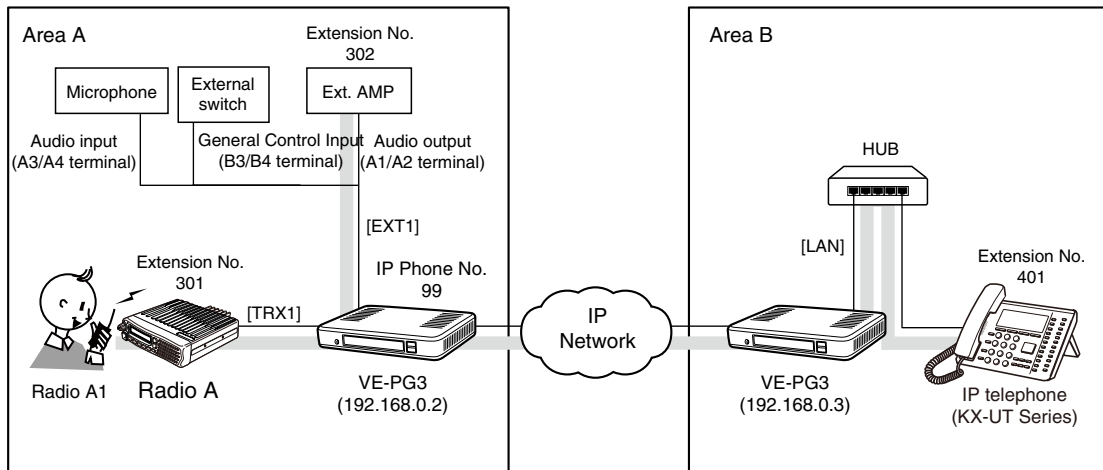 Area A
Extension No.
302
Microphone
External
switch
Ext. AMP
Audio input
(A3/A4 terminal)
General Control Input
(B3/B4 terminal)
Audio output
(A1/A2 terminal)
[EXT1]
Extension No.
301
[TRX1]
IP Phone No.
99
Radio A1
Radio A
VE-PG3
(192.168.0.2)
IP
Network
Area B
HUB
[LAN]
Extension No.
401
VE-PG3
(192.168.0.3)
IP telephone
(KX-UT Series)